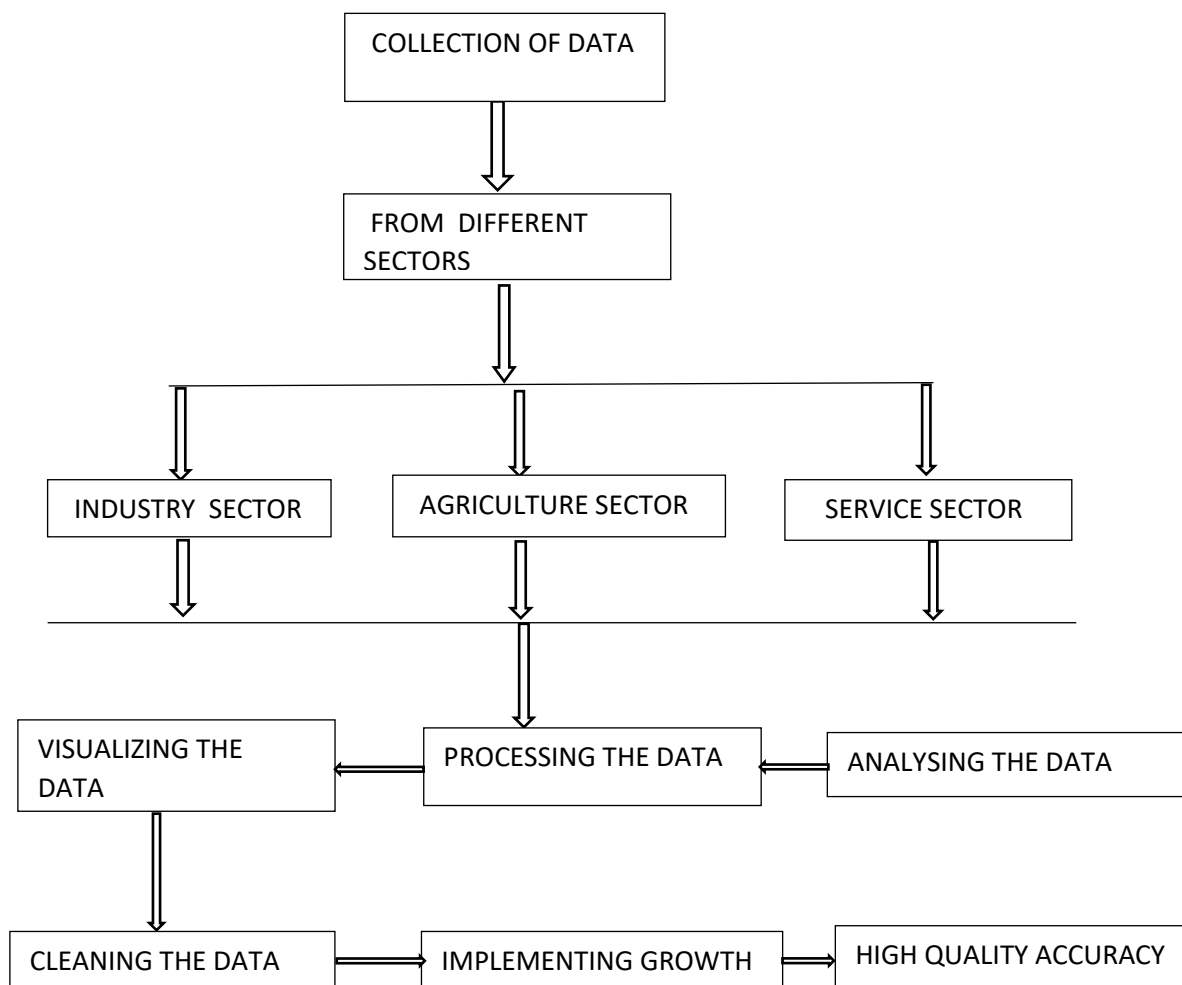 COLLECTION OF DATA
FROM DIFFERENT
SECTORS
INDUSTRY SECTOR
AGRICULTURE SECTOR
SERVICE SECTOR
VISUALIZING THE
DATA
PROCESSING THE DATA
ANALYSING THE DATA
CLEANING THE DATA
IMPLEMENTING GROWTH
HIGH QUALITY ACCURACY